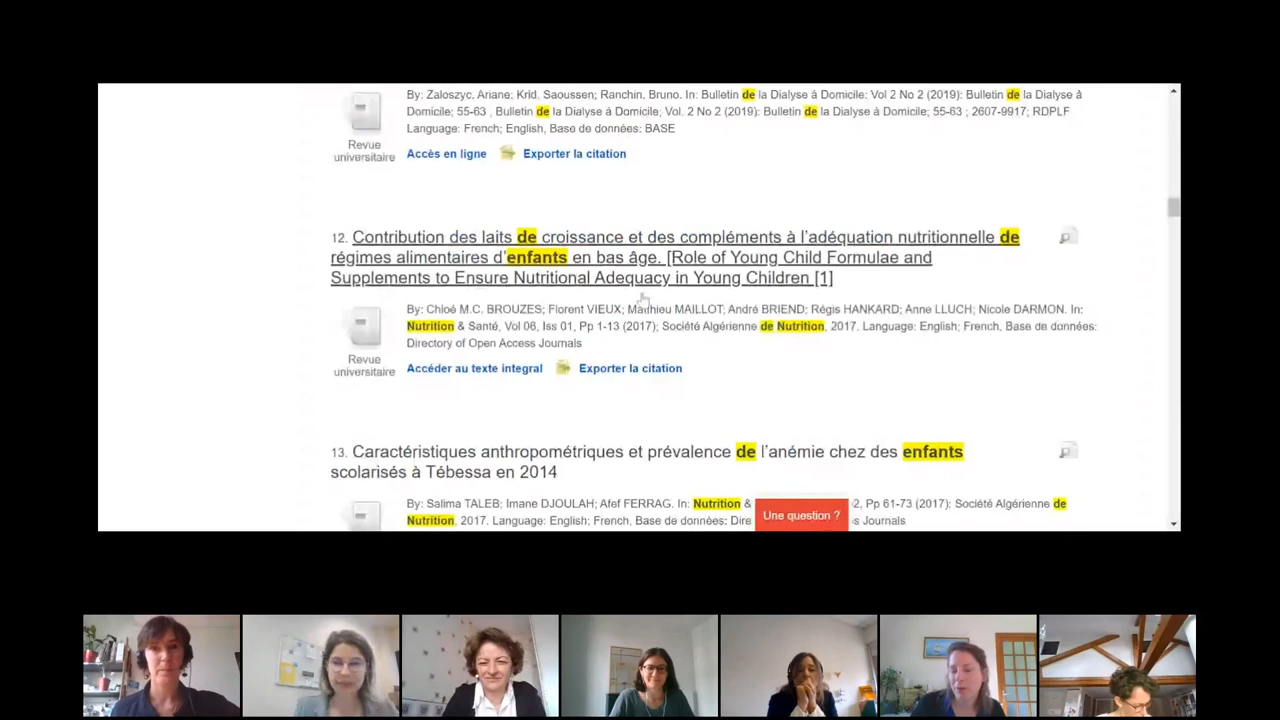 By: Zaloszyc, Ariane; Krid, Saoussen; Ranchin, Bruno. In: Bulletin de la Dialyse à Domicile: Vol 2 No 2 (2019): Bulletin de la Dialyse à
Domicile; 55-63 , Bulletin de la Dialyse à Domicile; Vol. 2 No 2 (2019): Bulletin de la Dialyse à Domicile; 55-63 ; 2607-9917; RDPLF
Language: French; English, Base de données: BASE
Revue
universitaire
Accès en ligne Exporter la citation
12. Contribution des laits de croissance et des compléments à l'adéquation nutritionnelle de
régimes alimentaires d'enfants en bas âge. [Role of Young Child Formulae and
Supplements to Ensure Nutritional Adequacy in Young Children [1]
By: Chloé M.C. BROUZES; Florent VIEUX; Matthieu MAILLOT; André BRIEND; Régis HANKARD; Anne LLUCH; Nicole DARMON. In:
Nutrition & Santé, Vol 06, Iss 01, Pp 1-13 (2017); Société Algérienne de Nutrition, 2017. Language: English; French, Base de données:
Directory of Open Access Journals
Revue
universitaire
Accéder au texte integral Exporter la citation
13. Caractéristiques anthropométriques et prévalence de l'anémie chez des enfants
scolarisés à Tébessa en 2014
By: Salima TALEB; Imane DJOULAH; Afef FERRAG. In: Nutrition & 2, Pp 61-73 (2017); Société Algérienne de
Nutrition, 2017. Language: English; French, Base de données: Dire s Journals
Une question ?